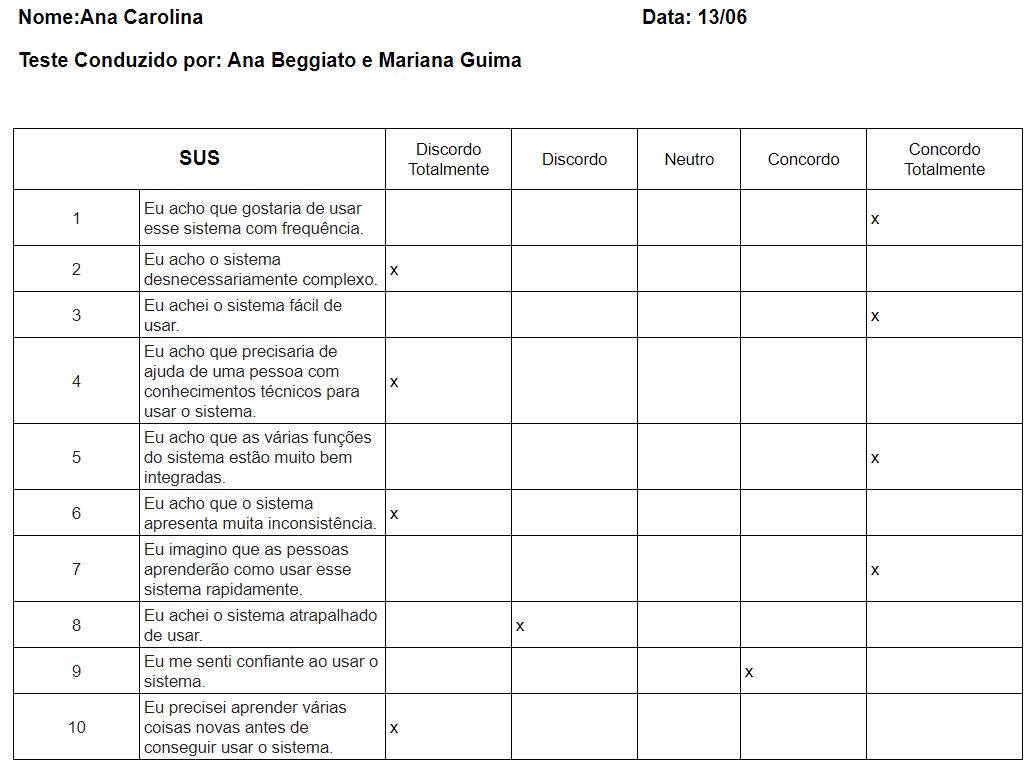 Nome:Ana Carolina Data: 13/06
Teste Conduzido por: Ana Beggiato e Mariana Guima
SUS
Discordo
Totalmente
Discordo
Neutro
Concordo
Concordo
Totalmente
1
Eu acho que gostaria de usar
esse sistema com frequência.
x
2
Eu acho o sistema
desnecessariamente complexo.
x
3
Eu achei o sistema fácil de
usar.
x
4
Eu acho que precisaria de
ajuda de uma pessoa com
conhecimentos técnicos para
usar o sistema.
x
5
Eu acho que as várias funções
do sistema estão muito bem
integradas.
x
6
Eu acho que o sistema
apresenta muita inconsistência.
x
7
Eu imagino que as pessoas
aprenderão como usar esse
sistema rapidamente.
x
8
Eu achei o sistema atrapalhado
de usar.
x
9
Eu me senti confiante ao usar o
sistema.
x
10
Eu precisei aprender várias
coisas novas antes de
conseguir usar o sistema.
x